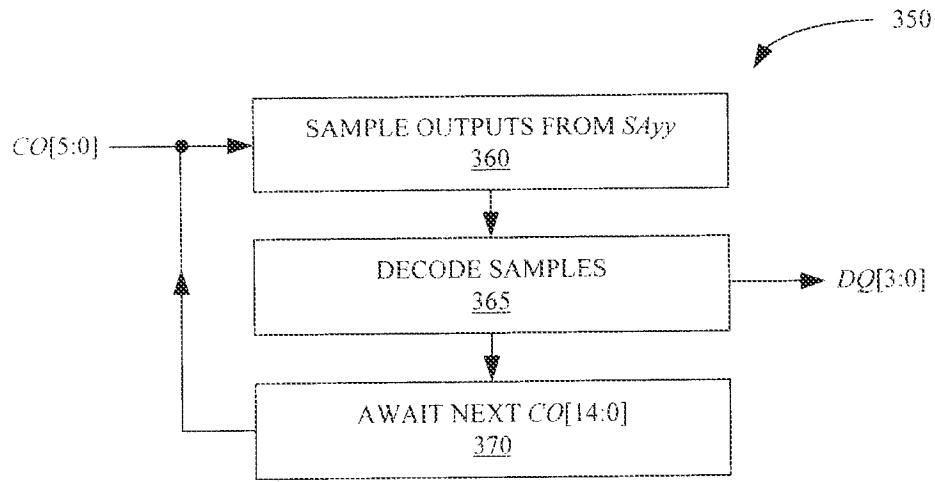 350
CO[5:0]
SAMPLE OUTPUTS FROM SAyy
360
DECODE SAMPLES
365
DQ[3:0]
AWAIT NEXT CO[14:0]
370